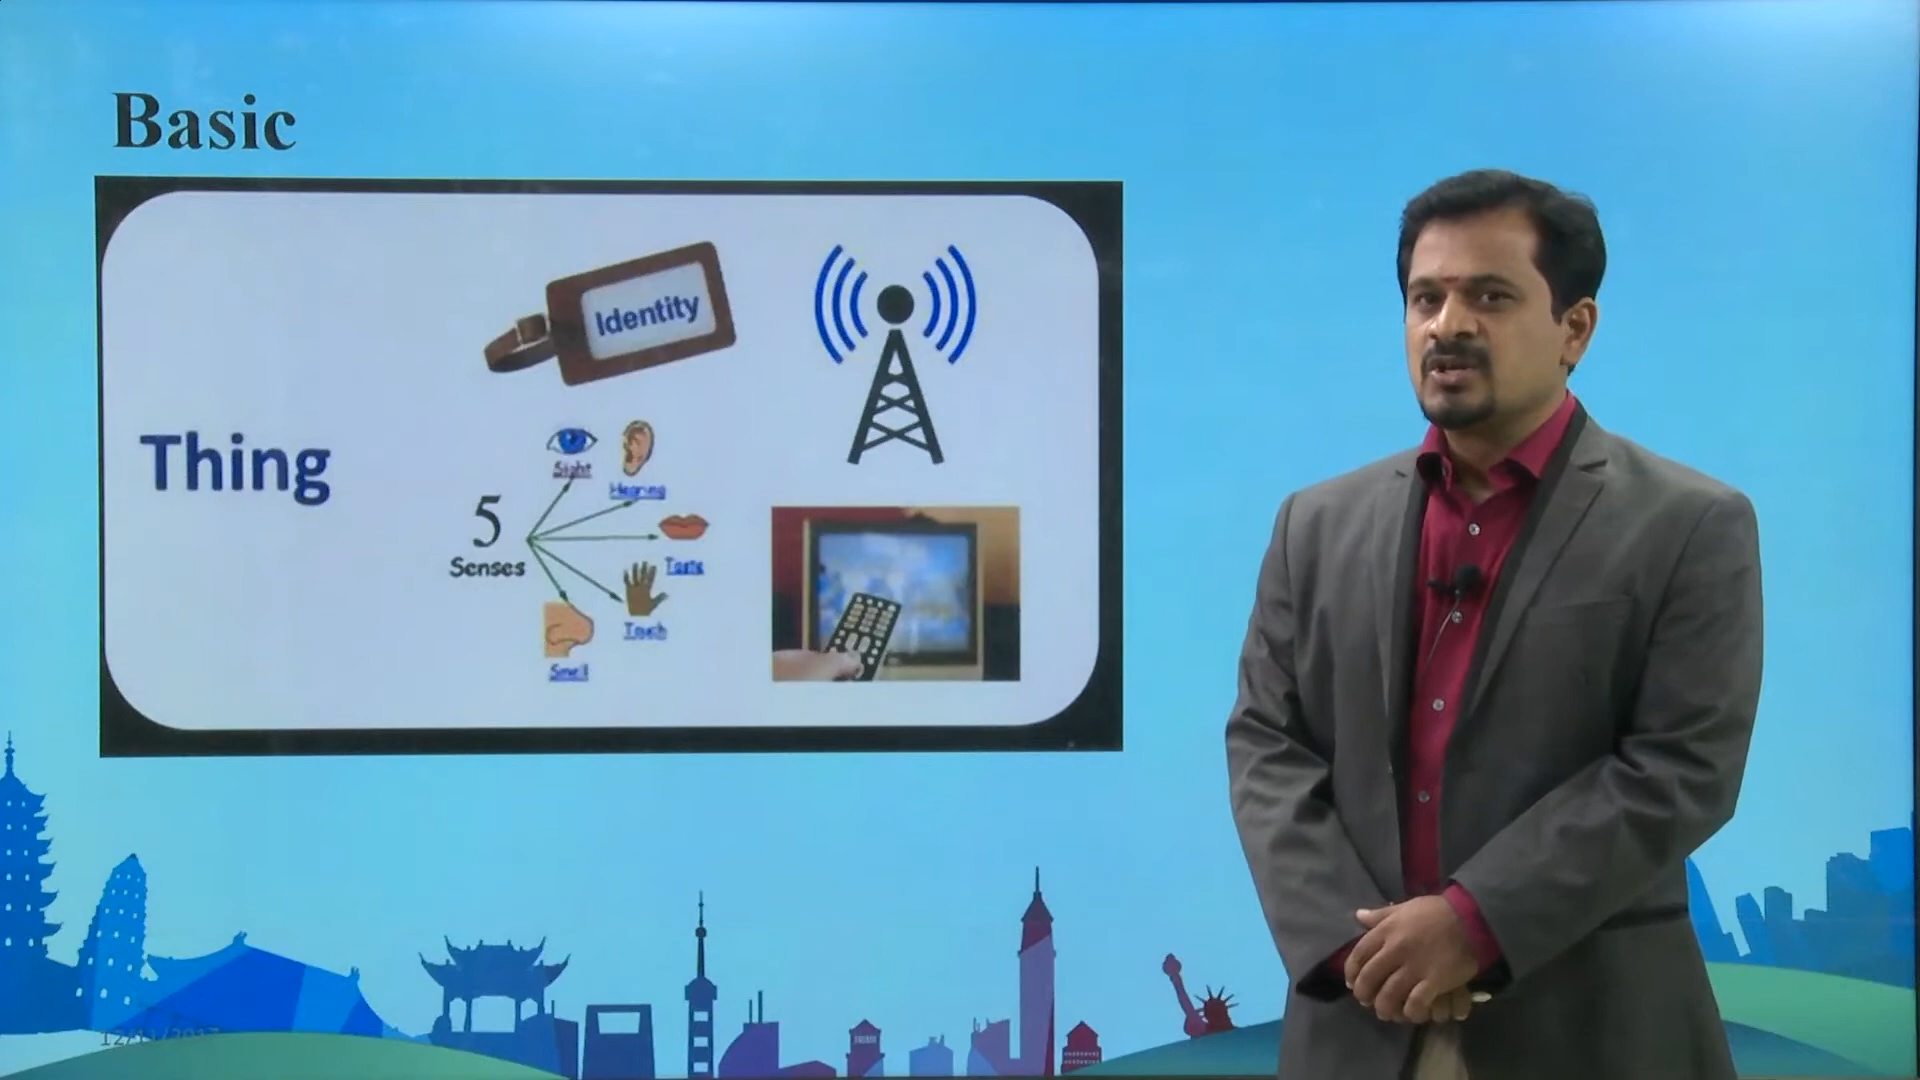 Basic
Identity
Thing
Sight
Hearing
5
Senses
Taste
Touch
Smell